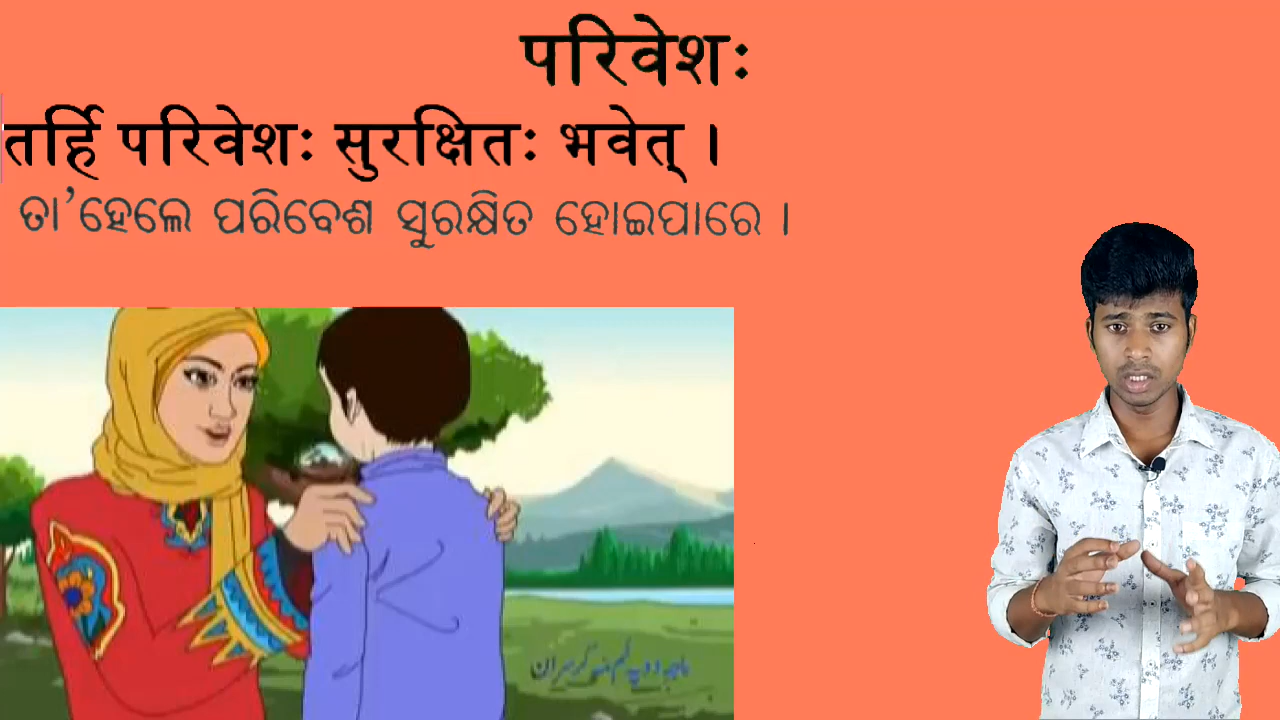 परिवेशः
तर्हि परिवेशः सुरक्षितः भवेत् ।
ତା'ହେଲେ ପରିବେଶ ସୁରକ୍ଷିତ ହୋଇପାରେ ।